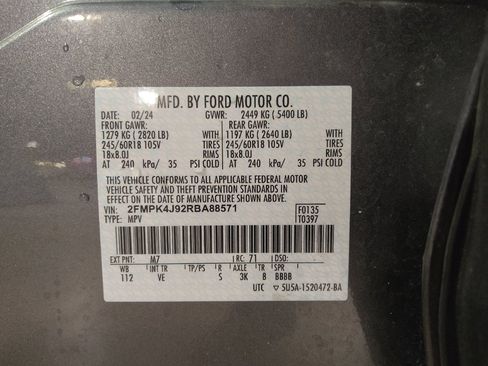 MFD. BY FORD MOTOR CO.
DATE: 02/24 GVWR: 2449 KG ( 5400 LB)
FRONT GAWR: REAR GAWR:
1279 KG ( 2820 LB) 1197 KG ( 2640 LB)
245/60R18 105V TIRES 245/60R18 105V TIRES
18x8.0J RIMS 18x8.0J RIMS
AT 240 kPa/ 35 PSI COLD AT 240 kPa/ 35 PSI COLD
THIS VEHICLE CONFORMS TO ALL APPLICABLE FEDERAL MOTOR
VEHICLE SAFETY AND THEFT PREVENTION STANDARDS IN
EFFECT ON THE DATE OF MANUFACTURE SHOWN ABOVE.
VIN: 2FMPK4J92RBA88571 F0135
TYPE: MPV T0397
EXT PNT: M7 RC: 71 DSO:
WB INT TR TP/PS R AXLE TR SPR
112 VE S 3K 8 BBBB
UTC 5U5A-1520472-BA